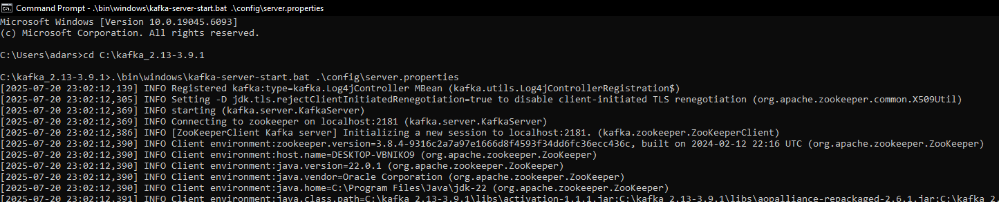 Command Prompt - .\bin\windows\kafka-server-start.bat .\config\server.properties
Microsoft Windows [Version 10.0.19045.6093]
(c) Microsoft Corporation. All rights reserved.
C:\Users\adars>cd C:\kafka_2.13-3.9.1
C:\kafka_2.13-3.9.1>.\bin\windows\kafka-server-start.bat .\config\server.properties
[2025-07-20 23:02:12,139] INFO Registered kafka:type=kafka.Log4jController MBean (kafka.utils.Log4jControllerRegistration$)
[2025-07-20 23:02:12,305] INFO Setting -D jdk.tls.rejectClientInitiatedRenegotiation=true to disable client-initiated TLS renegotiation (org.apache.zookeeper.common.X509Util)
[2025-07-20 23:02:12,369] INFO starting (kafka.server.KafkaServer)
[2025-07-20 23:02:12,369] INFO Connecting to zookeeper on localhost:2181 (kafka.server.KafkaServer)
[2025-07-20 23:02:12,386] INFO [ZooKeeperClient Kafka server] Initializing a new session to localhost:2181. (kafka.zookeeper.ZooKeeperClient)
[2025-07-20 23:02:12,390] INFO Client environment:zookeeper.version=3.8.4-9316c2a7a97e1666d8f4593f34dd6fc36ecc436c, built on 2024-02-12 22:16 UTC (org.apache.zookeeper.ZooKeeper)
[2025-07-20 23:02:12,390] INFO Client environment:host.name=DESKTOP-VBNIKO9 (org.apache.zookeeper.ZooKeeper)
[2025-07-20 23:02:12,390] INFO Client environment:java.version=22.0.1 (org.apache.zookeeper.ZooKeeper)
[2025-07-20 23:02:12,390] INFO Client environment:java.vendor=Oracle Corporation (org.apache.zookeeper.ZooKeeper)
[2025-07-20 23:02:12,390] INFO Client environment:java.home=C:\Program Files\Java\jdk-22 (org.apache.zookeeper.ZooKeeper)
[2025-07-20 23:02:12,391] INFO Client environment:java.class.path=C:\kafka_2.13-3.9.1\libs\activation-1.1.1.jar;C:\kafka_2.13-3.9.1\libs\aopalliance-repackaged-2.6.1.jar;C:\kafka_2.